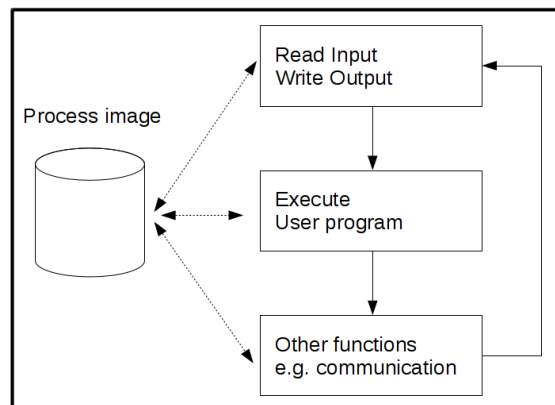 Read Input
Write Output
Process image
Execute
User program
Other functions
e.g. communication